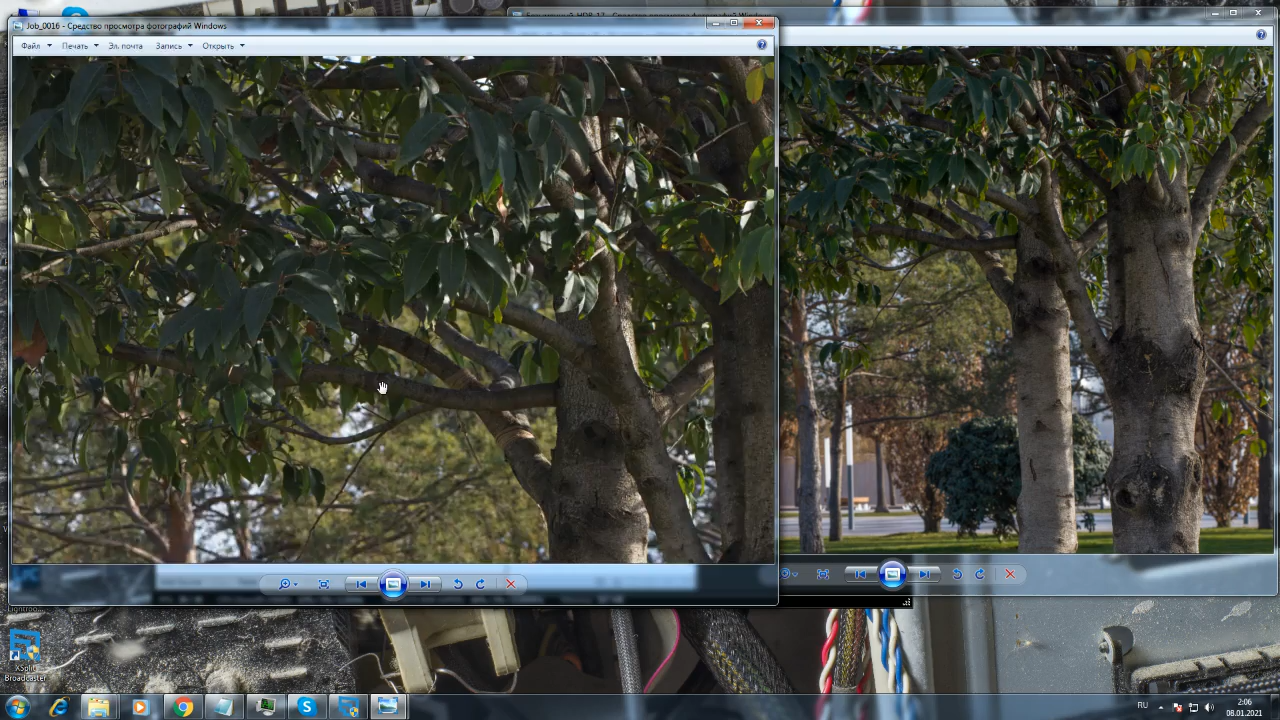 Job_0016 - Средство просмотра фотографий Windows
Файл Печать Эл. почта Запись Открыть
XSplit
Broadcaster
RU
2:06
08.01.2021